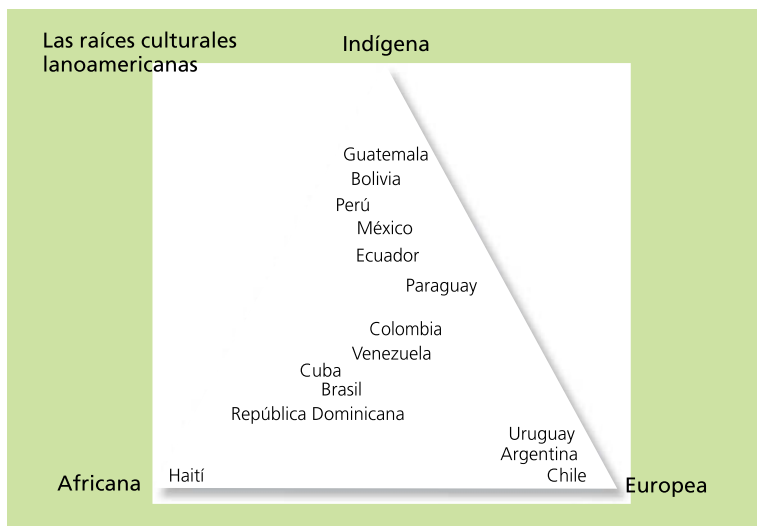 Las raíces culturales
lanoamericanas
Indígena
Guatemala
Bolivia
Perú
México
Ecuador
Paraguay
Colombia
Venezuela
Cuba
Brasil
República Dominicana
Uruguay
Argentina
Chile
Haití
Africana
Europea